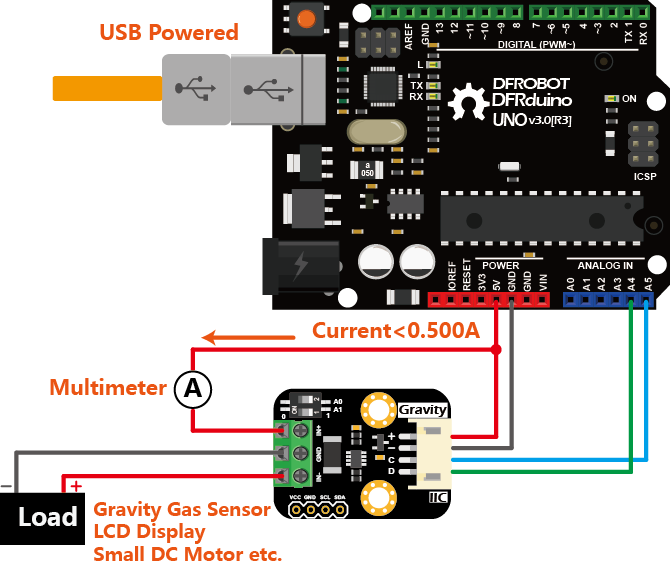 USB Powered
AREF
GND
13
12
~11
~10
~9
8
7
~6
~5
4
~3
2
TX 1
RX 0
DIGITAL (PWM~)
L
TX
RX
DFROBOT
DFRduino
UNO v3.0[R3]
ON
ICSP
a
050
POWER
ANALOG IN
IOREF
RESET
3V3
5V
GND
GND
VIN
A0
A1
A2
A3
A4
A5
Current<0.500A
Multimeter
A
A0
A1
ON
1
2
0
1
IN+
GND
IN-
Gravity
+
−
C
D
IIC
VCC GND SCL SDA
− +
Load
Gravity Gas Sensor
LCD Display
Small DC Motor etc.